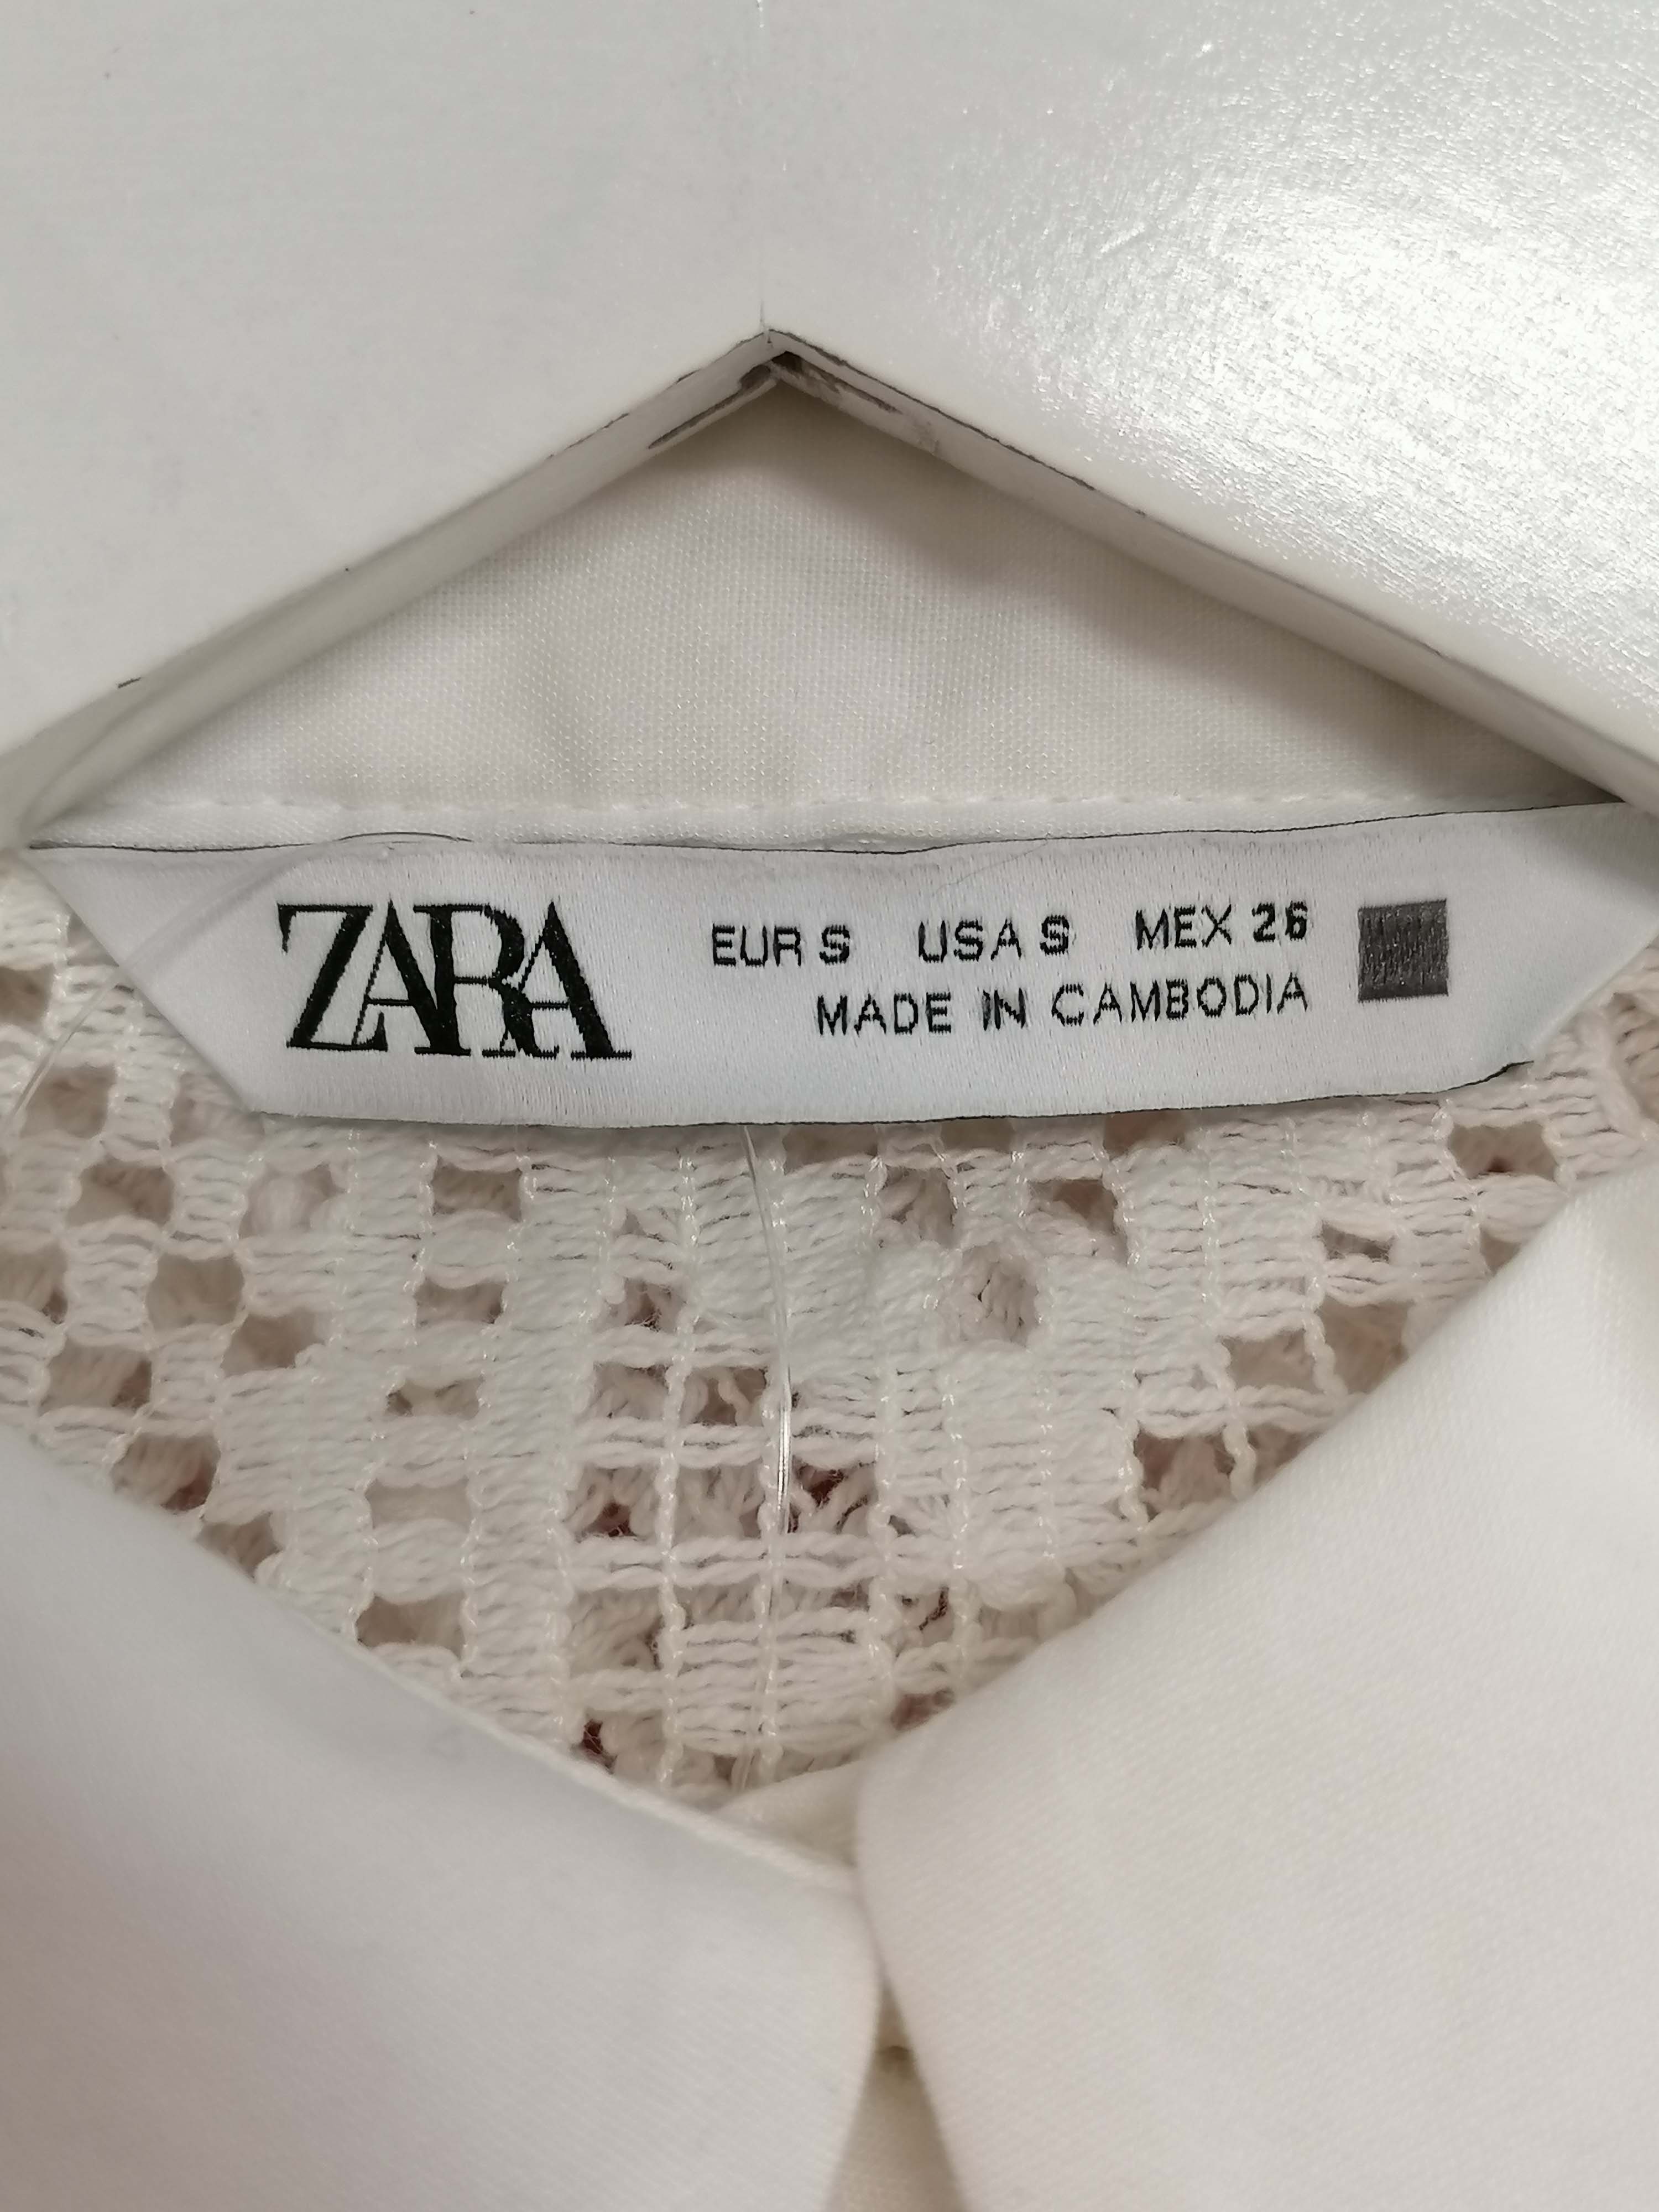 ZARA
EUR S USA S MEX 26
MADE IN CAMBODIA